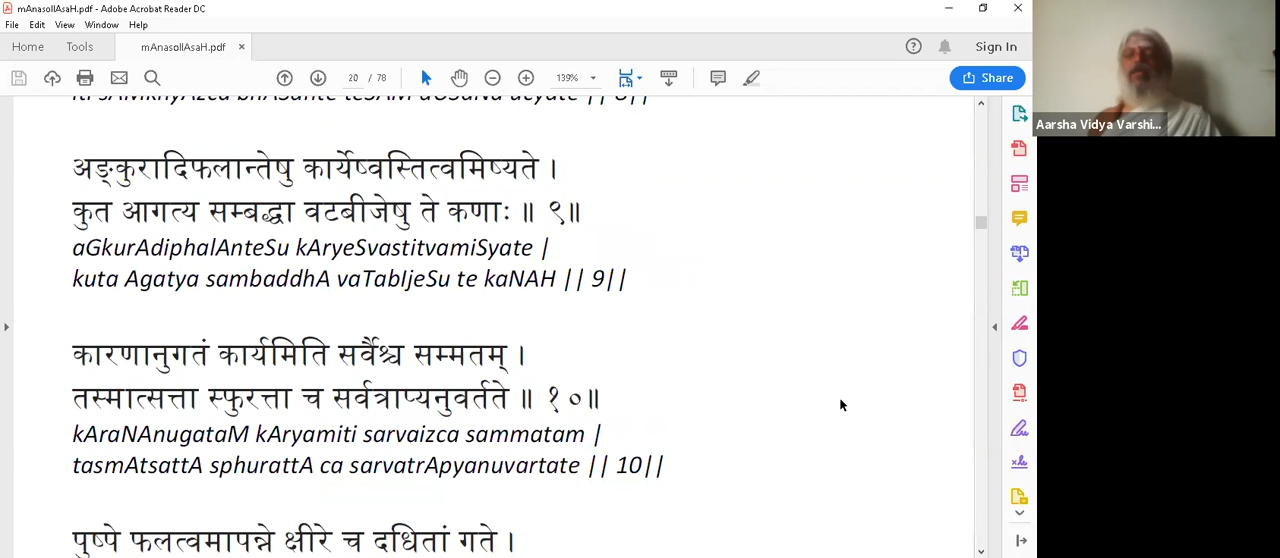 mAnasollAsaH.pdf - Adobe Acrobat Reader DC
File Edit View Window Help
Home Tools mAnasollAsaH.pdf × Sign In
20 / 78 139% Share
Aarsha Vidya Varshi...
अङ्कुरादिफलान्तेषु कार्येष्वस्तित्वमिष्यते ।
कुत आगत्य सम्बद्धा वटबीजेषु ते कणाः ॥ ९॥
aGkurAdiphalAnteSu kAryeSvastitvamiSyate |
kuta Agatya sambaddhA vaTabIjeSu te kaNAH || 9||
कारणानुगतं कार्यमिति सर्वैश्च सम्मतम् ।
तस्मात्सत्ता स्फुरत्ता च सर्वत्राप्यनुवर्तते ॥ १०॥
kAraNAnugataM kAryamiti sarvaizca sammatam |
tasmAtsattA sphurattA ca sarvatrApyanuvartate || 10||
पुष्पे फलत्वमापन्ने क्षीरे च दधितां गते ।